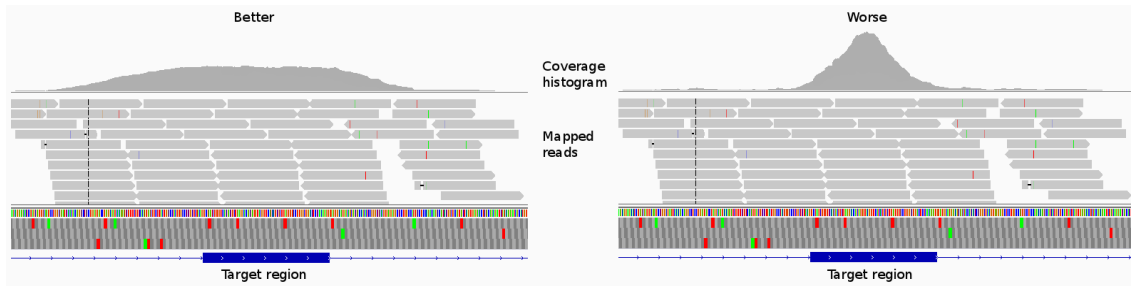 Better
Worse
Coverage
histogram
Mapped
reads
Target region
Target region